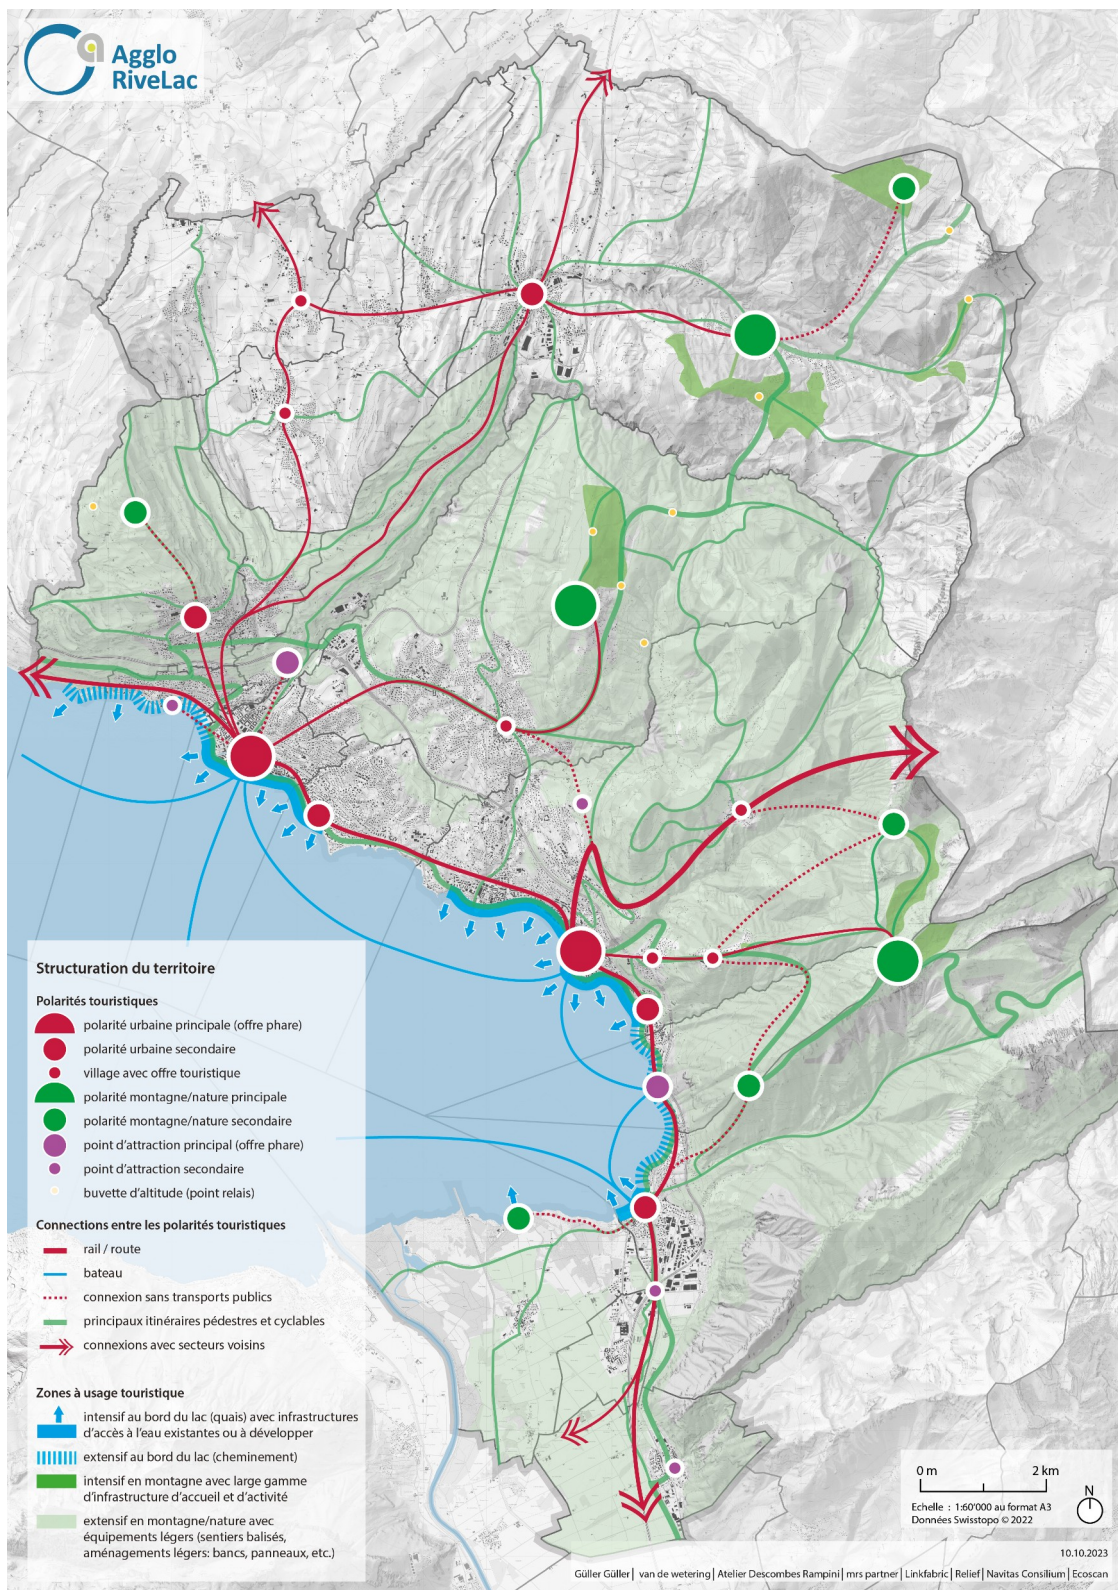 Agglo
RiveLac
Structuration du territoire
Polarités touristiques
polarité urbaine principale (offre phare)
polarité urbaine secondaire
village avec offre touristique
polarité montagne/nature principale
polarité montagne/nature secondaire
point d'attraction principal (offre phare)
point d'attraction secondaire
buvette d'altitude (point relais)
Connections entre les polarités touristiques
rail / route
bateau
connexion sans transports publics
principaux itinéraires pédestres et cyclables
connexions avec secteurs voisins
Zones à usage touristique
intensif au bord du lac (quais) avec infrastructures
d'accès à l'eau existantes ou à développer
extensif au bord du lac (cheminement)
intensif en montagne avec large gamme
d'infrastructure d'accueil et d'activité
extensif en montagne/nature avec
équipements légers (sentiers balisés,
aménagements légers: bancs, panneaux, etc.)
0 m 2 km
N
Echelle : 1:60'000 au format A3
Données Swisstopo © 2022
10.10.2023
Güller Güller | van de wetering | Atelier Descombes Rampini | mrs partner | Linkfabric | Relief | Navitas Consilium | Ecoscan